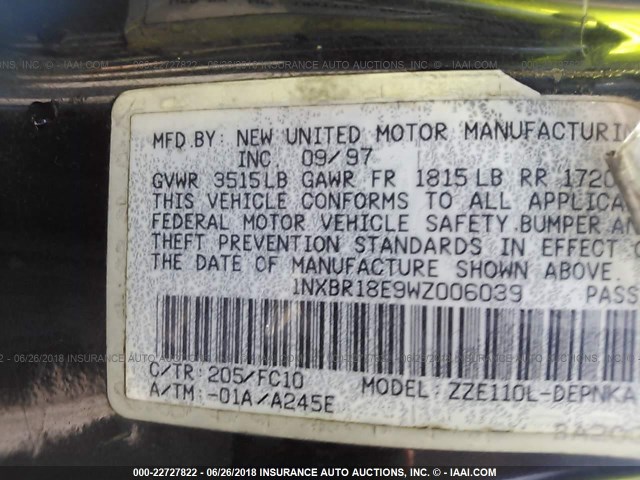 MFD.BY: NEW UNITED MOTOR MANUFACTURIN
INC. 09/97
GVWR 3515LB GAWR FR 1815LB RR 1720
THIS VEHICLE CONFORMS TO ALL APPLICA
FEDERAL MOTOR VEHICLE SAFETY.BUMPER AN
THEFT PREVENTION STANDARDS IN EFFECT O
THE DATE OF MANUFACTURE SHOWN ABOVE.
1NXBR18E9WZ006039 PASS
C/TR: 205/FC10 MODEL: ZZE110L-DEPNKA
A/TM: -01A/A245E
000-22727822 - 06/26/2018 INSURANCE AUTO AUCTIONS, INC. - © - IAAI.COM